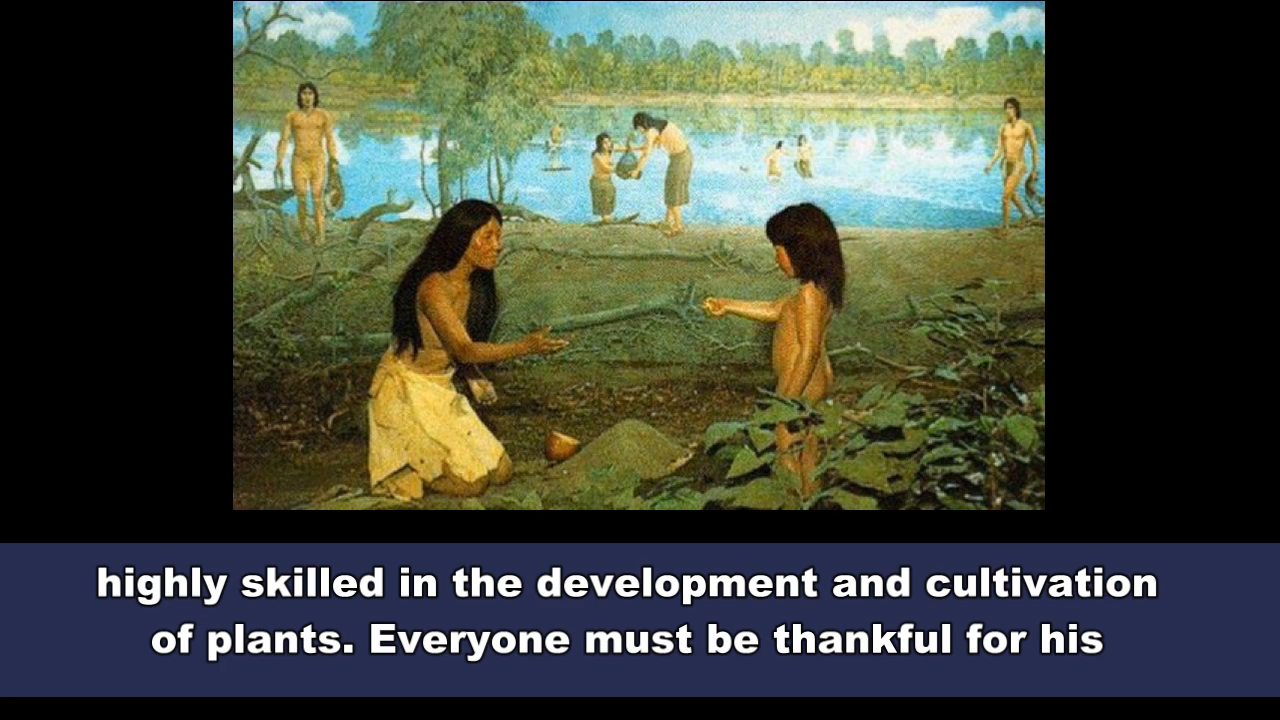 highly skilled in the development and cultivation
of plants. Everyone must be thankful for his